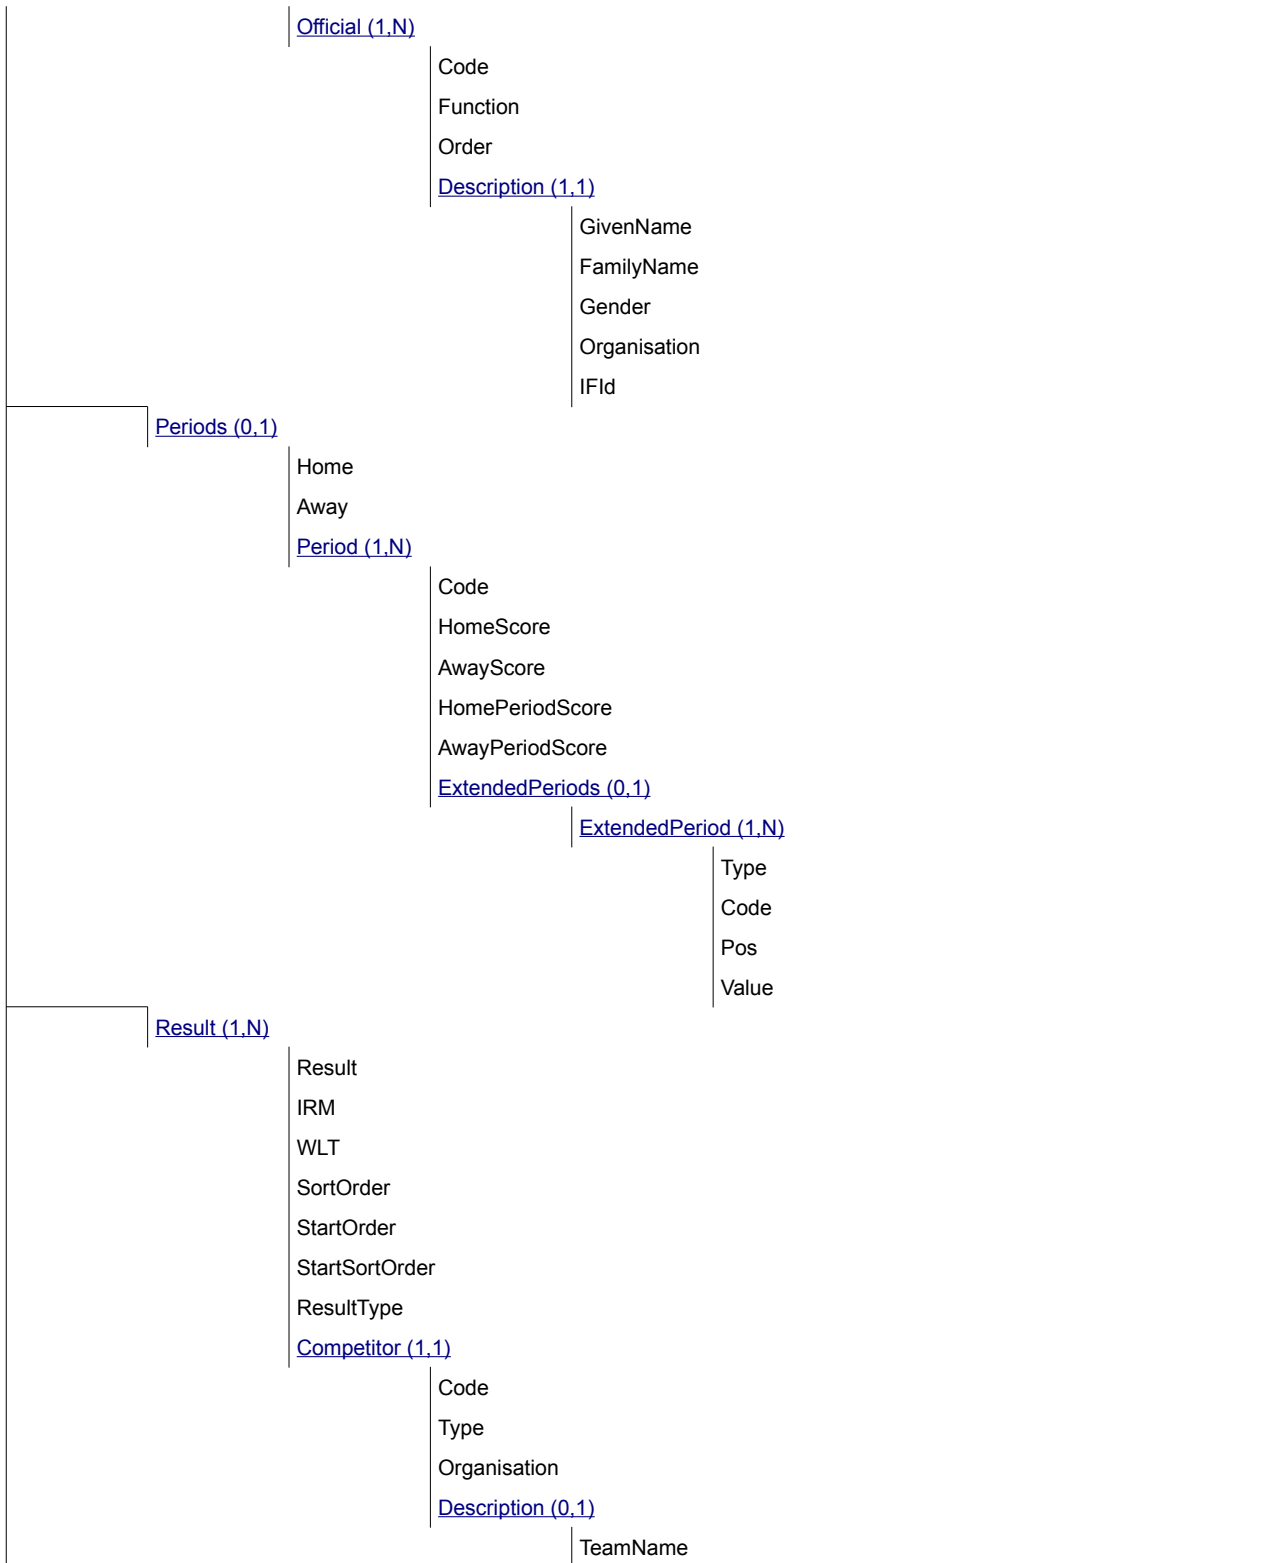 Official (1,N)
Code
Function
Order
Description (1,1)
GivenName
FamilyName
Gender
Organisation
IFId
Periods (0,1)
Home
Away
Period (1,N)
Code
HomeScore
AwayScore
HomePeriodScore
AwayPeriodScore
ExtendedPeriods (0,1)
ExtendedPeriod (1,N)
Type
Code
Pos
Value
Result (1,N)
Result
IRM
WLT
SortOrder
StartOrder
StartSortOrder
ResultType
Competitor (1,1)
Code
Type
Organisation
Description (0,1)
TeamName